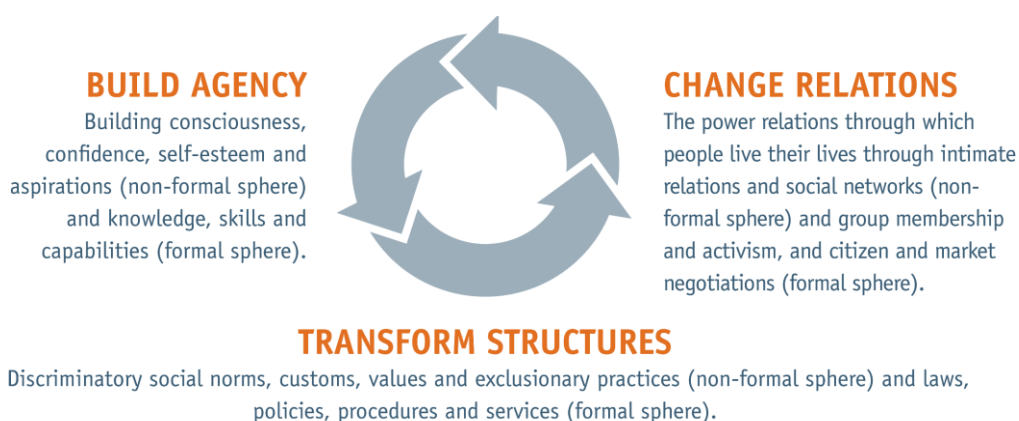 BUILD AGENCY
Building consciousness,
confidence, self-esteem and
aspirations (non-formal sphere)
and knowledge, skills and
capabilities (formal sphere).
CHANGE RELATIONS
The power relations through which
people live their lives through intimate
relations and social networks (non-
formal sphere) and group membership
and activism, and citizen and market
negotiations (formal sphere).
TRANSFORM STRUCTURES
Discriminatory social norms, customs, values and exclusionary practices (non-formal sphere) and laws,
policies, procedures and services (formal sphere).